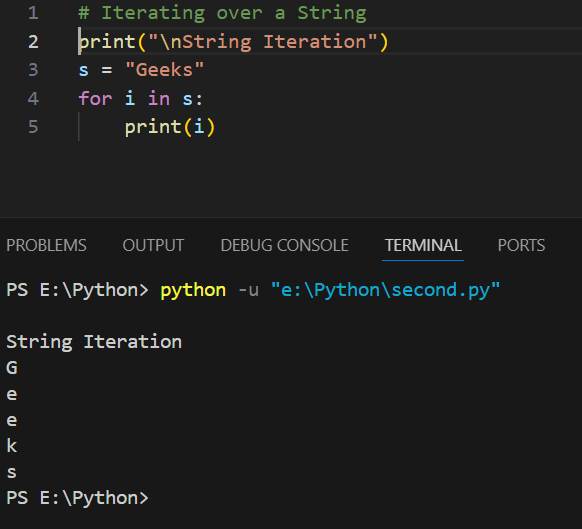 1 # Iterating over a String
2 print("\nString Iteration")
3 s = "Geeks"
4 for i in s:
5     print(i)
PROBLEMS OUTPUT DEBUG CONSOLE TERMINAL PORTS
PS E:\Python> python -u "e:\Python\second.py"
String Iteration
G
e
e
k
s
PS E:\Python>